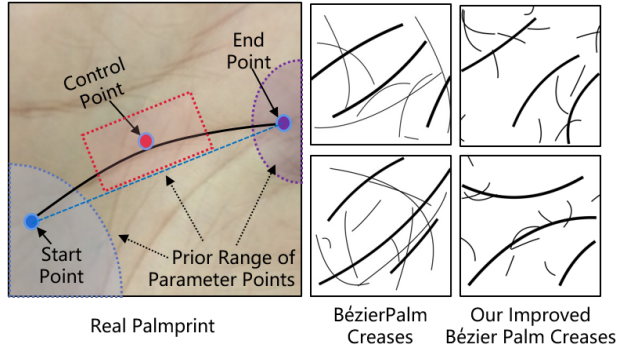 End
Point
Control
Point
Start
Point
Prior Range of
Parameter Points
Real Palmprint
BézierPalm
Creases
Our Improved
Bézier Palm Creases